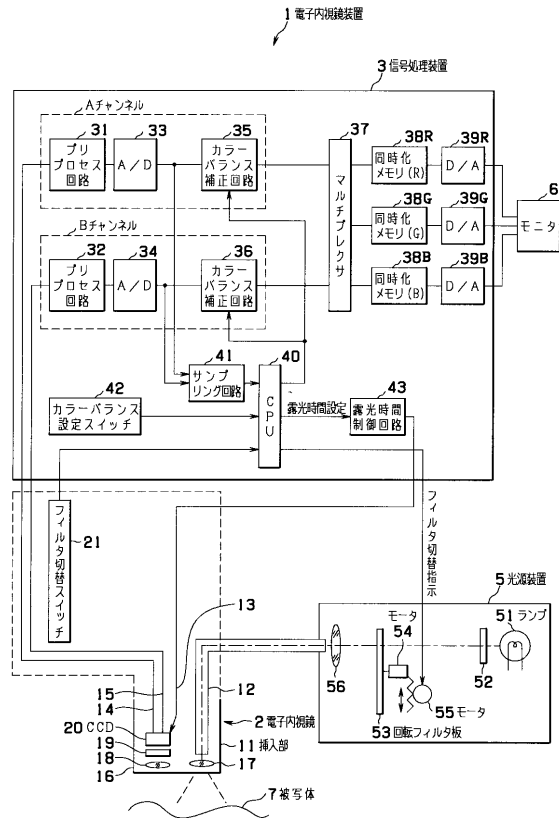 1 電子内視鏡装置
3 信号処理装置
Aチャンネル
31
33
35
プリ
プロセス
回路
A/D
カラー
バランス
補正回路
37
マルチプレクサ
38R
39R
同時化
メモリ(R)
D/A
6
モニタ
Bチャンネル
32
34
36
プリ
プロセス
回路
A/D
カラー
バランス
補正回路
38G
39G
同時化
メモリ(G)
D/A
38B
39B
同時化
メモリ(B)
D/A
41
サンプ
リング回路
40
CPU
42
カラーバランス
設定スイッチ
露光時間設定
43
露光時間
制御回路
フィルタ切替スイッチ
21
フィルタ切替指示
5 光源装置
モータ
54
51 ランプ
56
52
55 モータ
53 回転フィルタ板
13
12
15
14
20 CCD
19
18
16
2 電子内視鏡
11 挿入部
17
7 被写体